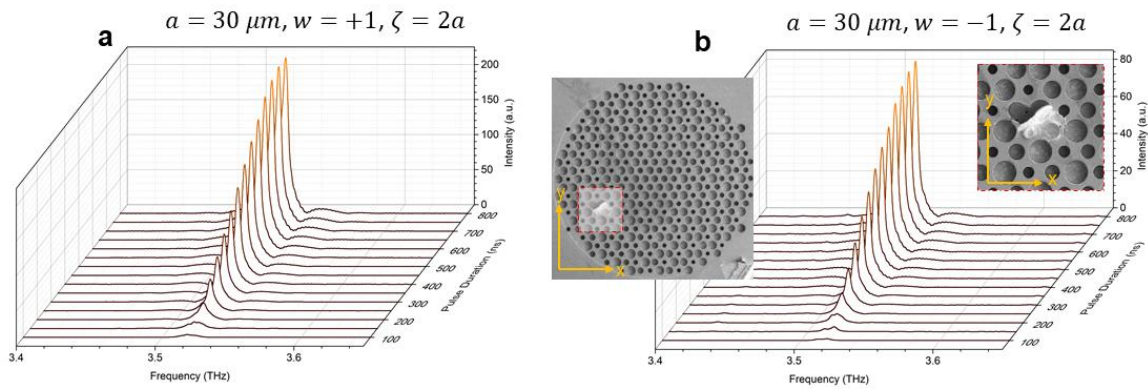 a = 30 μm, w = +1, ζ = 2a
a
200
150
100
50
0
Intensity (a.u.)
800
700
600
500
400
300
200
100
Pulse Duration (ns)
3.4
3.5
3.6
Frequency (THz)
a = 30 μm, w = −1, ζ = 2a
b
80
60
40
20
0
Intensity (a.u.)
y
x
y
x
800
700
600
500
400
300
200
100
Pulse Duration (ns)
3.4
3.5
3.6
Frequency (THz)